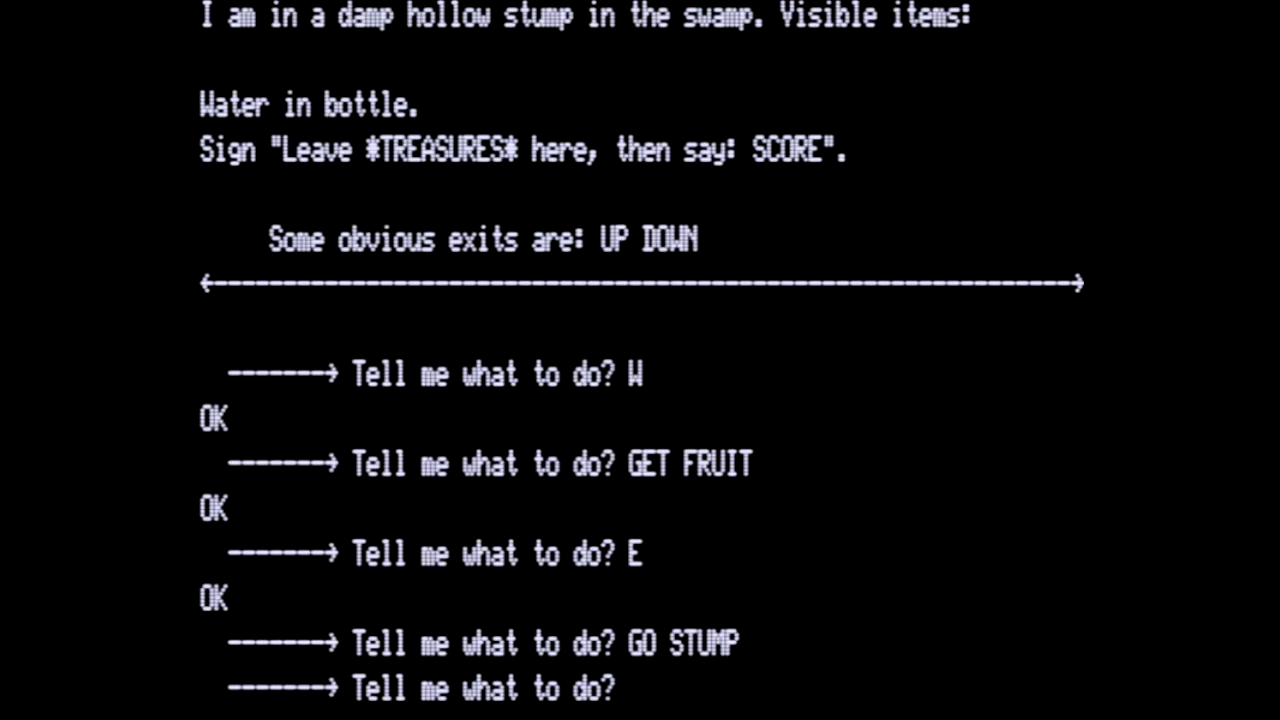 I am in a damp hollow stump in the swamp. Visible items:
Water in bottle.
Sign "Leave *TREASURES* here, then say: SCORE".
Some obvious exits are: UP DOWN
<---------------------------------------------------------------->
-------> Tell me what to do? W
OK
-------> Tell me what to do? GET FRUIT
OK
-------> Tell me what to do? E
OK
-------> Tell me what to do? GO STUMP
-------> Tell me what to do?